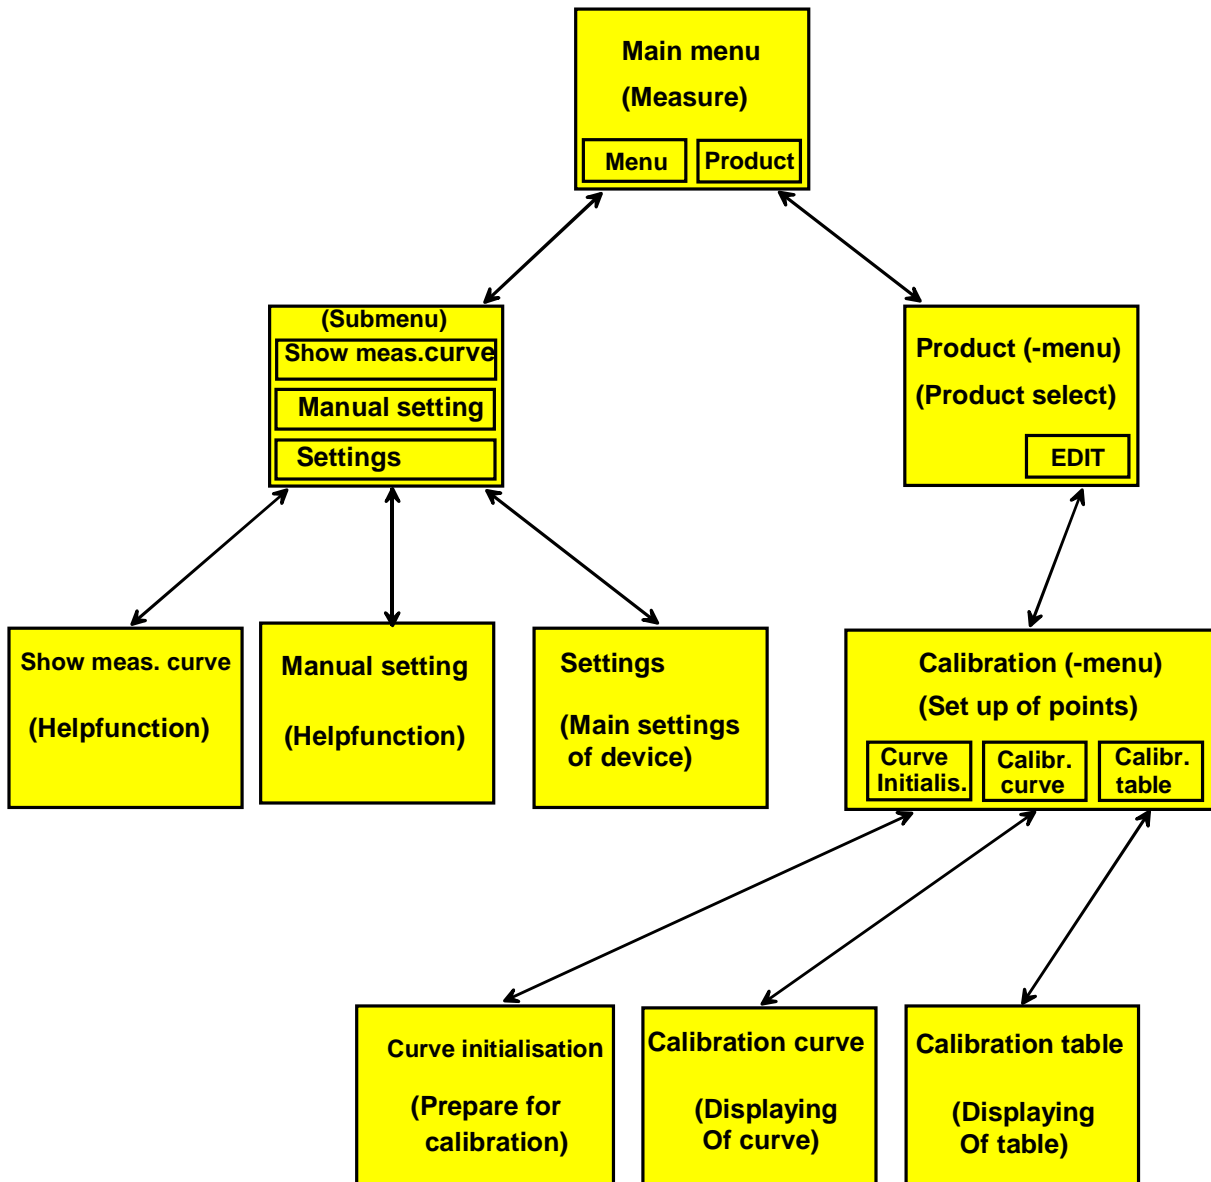 Main menu
(Measure)
Menu
Product
(Submenu)
Show meas.curve
Manual setting
Settings
Product (-menu)
(Product select)
EDIT
Show meas. curve
(Helpfunction)
Manual setting
(Helpfunction)
Settings
(Main settings
of device)
Calibration (-menu)
(Set up of points)
Curve
Initialis.
Calibr.
curve
Calibr.
table
Curve initialisation
(Prepare for
calibration)
Calibration curve
(Displaying
Of curve)
Calibration table
(Displaying
Of table)